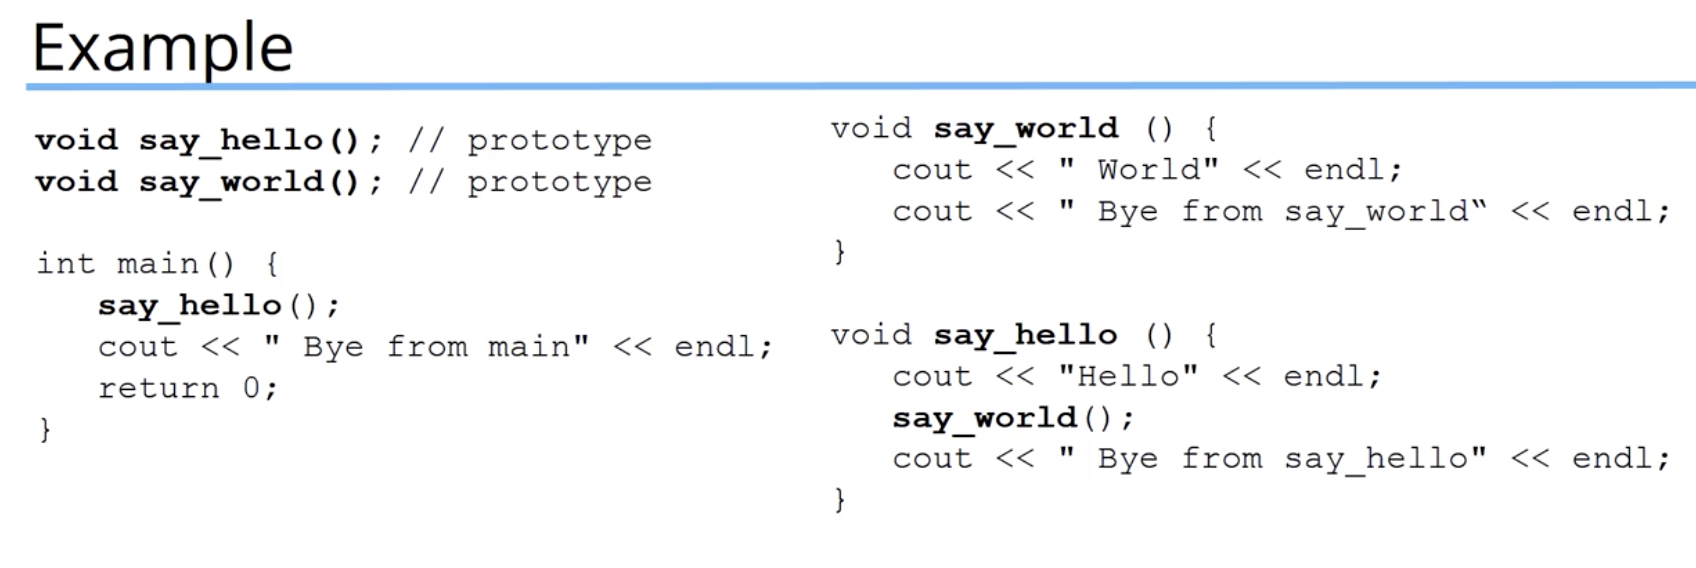 Example
void say_hello(); // prototype
void say_world(); // prototype
int main() {
say_hello();
cout << " Bye from main" << endl;
return 0;
}
void say_world () {
cout << " World" << endl;
cout << " Bye from say_world‟ << endl;
}
void say_hello () {
cout << "Hello" << endl;
say_world();
cout << " Bye from say_hello" << endl;
}